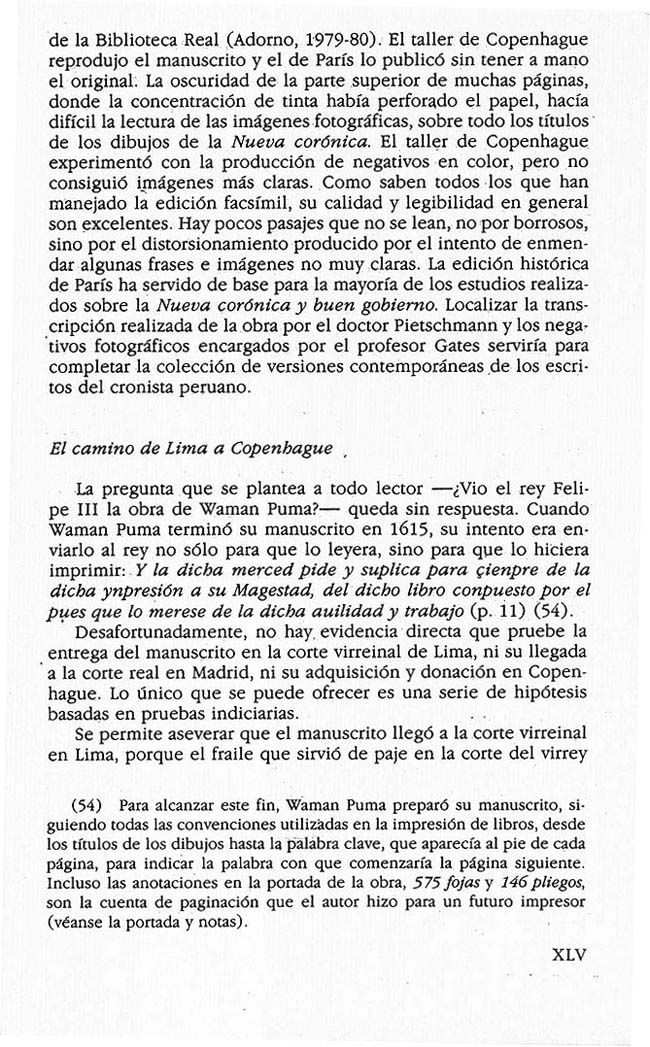 de la Biblioteca Real (Adorno, 1979-80). El taller de Copenhague
reprodujo el manuscrito y el de París lo publicó sin tener a mano
el original. La oscuridad de la parte superior de muchas páginas,
donde la concentración de tinta había perforado el papel, hacía
difícil la lectura de las imágenes fotográficas, sobre todo los títulos
de los dibujos de la Nueva corónica. El taller de Copenhague
experimentó con la producción de negativos en color, pero no
consiguió imágenes más claras. Como saben todos los que han
manejado la edición facsímil, su calidad y legibilidad en general
son excelentes. Hay pocos pasajes que no se lean, no por borrosos,
sino por el distorsionamiento producido por el intento de enmen-
dar algunas frases e imágenes no muy claras. La edición histórica
de París ha servido de base para la mayoría de los estudios realiza-
dos sobre la Nueva corónica y buen gobierno. Localizar la trans-
cripción realizada de la obra por el doctor Pietschmann y los nega-
tivos fotográficos encargados por el profesor Gates serviría para
completar la colección de versiones contemporáneas de los escri-
tos del cronista peruano.
El camino de Lima a Copenhague
La pregunta que se plantea a todo lector —¿Vio el rey Feli-
pe III la obra de Waman Puma?— queda sin respuesta. Cuando
Waman Puma terminó su manuscrito en 1615, su intento era en-
viarlo al rey no sólo para que lo leyera, sino para que lo hiciera
imprimir: Y la dicha merced pide y suplica para çienpre de la
dicha ynpresión a su Magestad, del dicho libro conpuesto por el
pues que lo merese de la dicha auilidad y trabajo (p. 11) (54).
Desafortunadamente, no hay evidencia directa que pruebe la
entrega del manuscrito en la corte virreinal de Lima, ni su llegada
a la corte real en Madrid, ni su adquisición y donación en Copen-
hague. Lo único que se puede ofrecer es una serie de hipótesis
basadas en pruebas indiciarias.
Se permite aseverar que el manuscrito llegó a la corte virreinal
en Lima, porque el fraile que sirvió de paje en la corte del virrey
(54) Para alcanzar este fin, Waman Puma preparó su manuscrito, si-
guiendo todas las convenciones utilizadas en la impresión de libros, desde
los títulos de los dibujos hasta la palabra clave, que aparecía al pie de cada
página, para indicar la palabra con que comenzaría la página siguiente.
Incluso las anotaciones en la portada de la obra, 575 fojas y 146 pliegos,
son la cuenta de paginación que el autor hizo para un futuro impresor
(véanse la portada y notas).
XLV